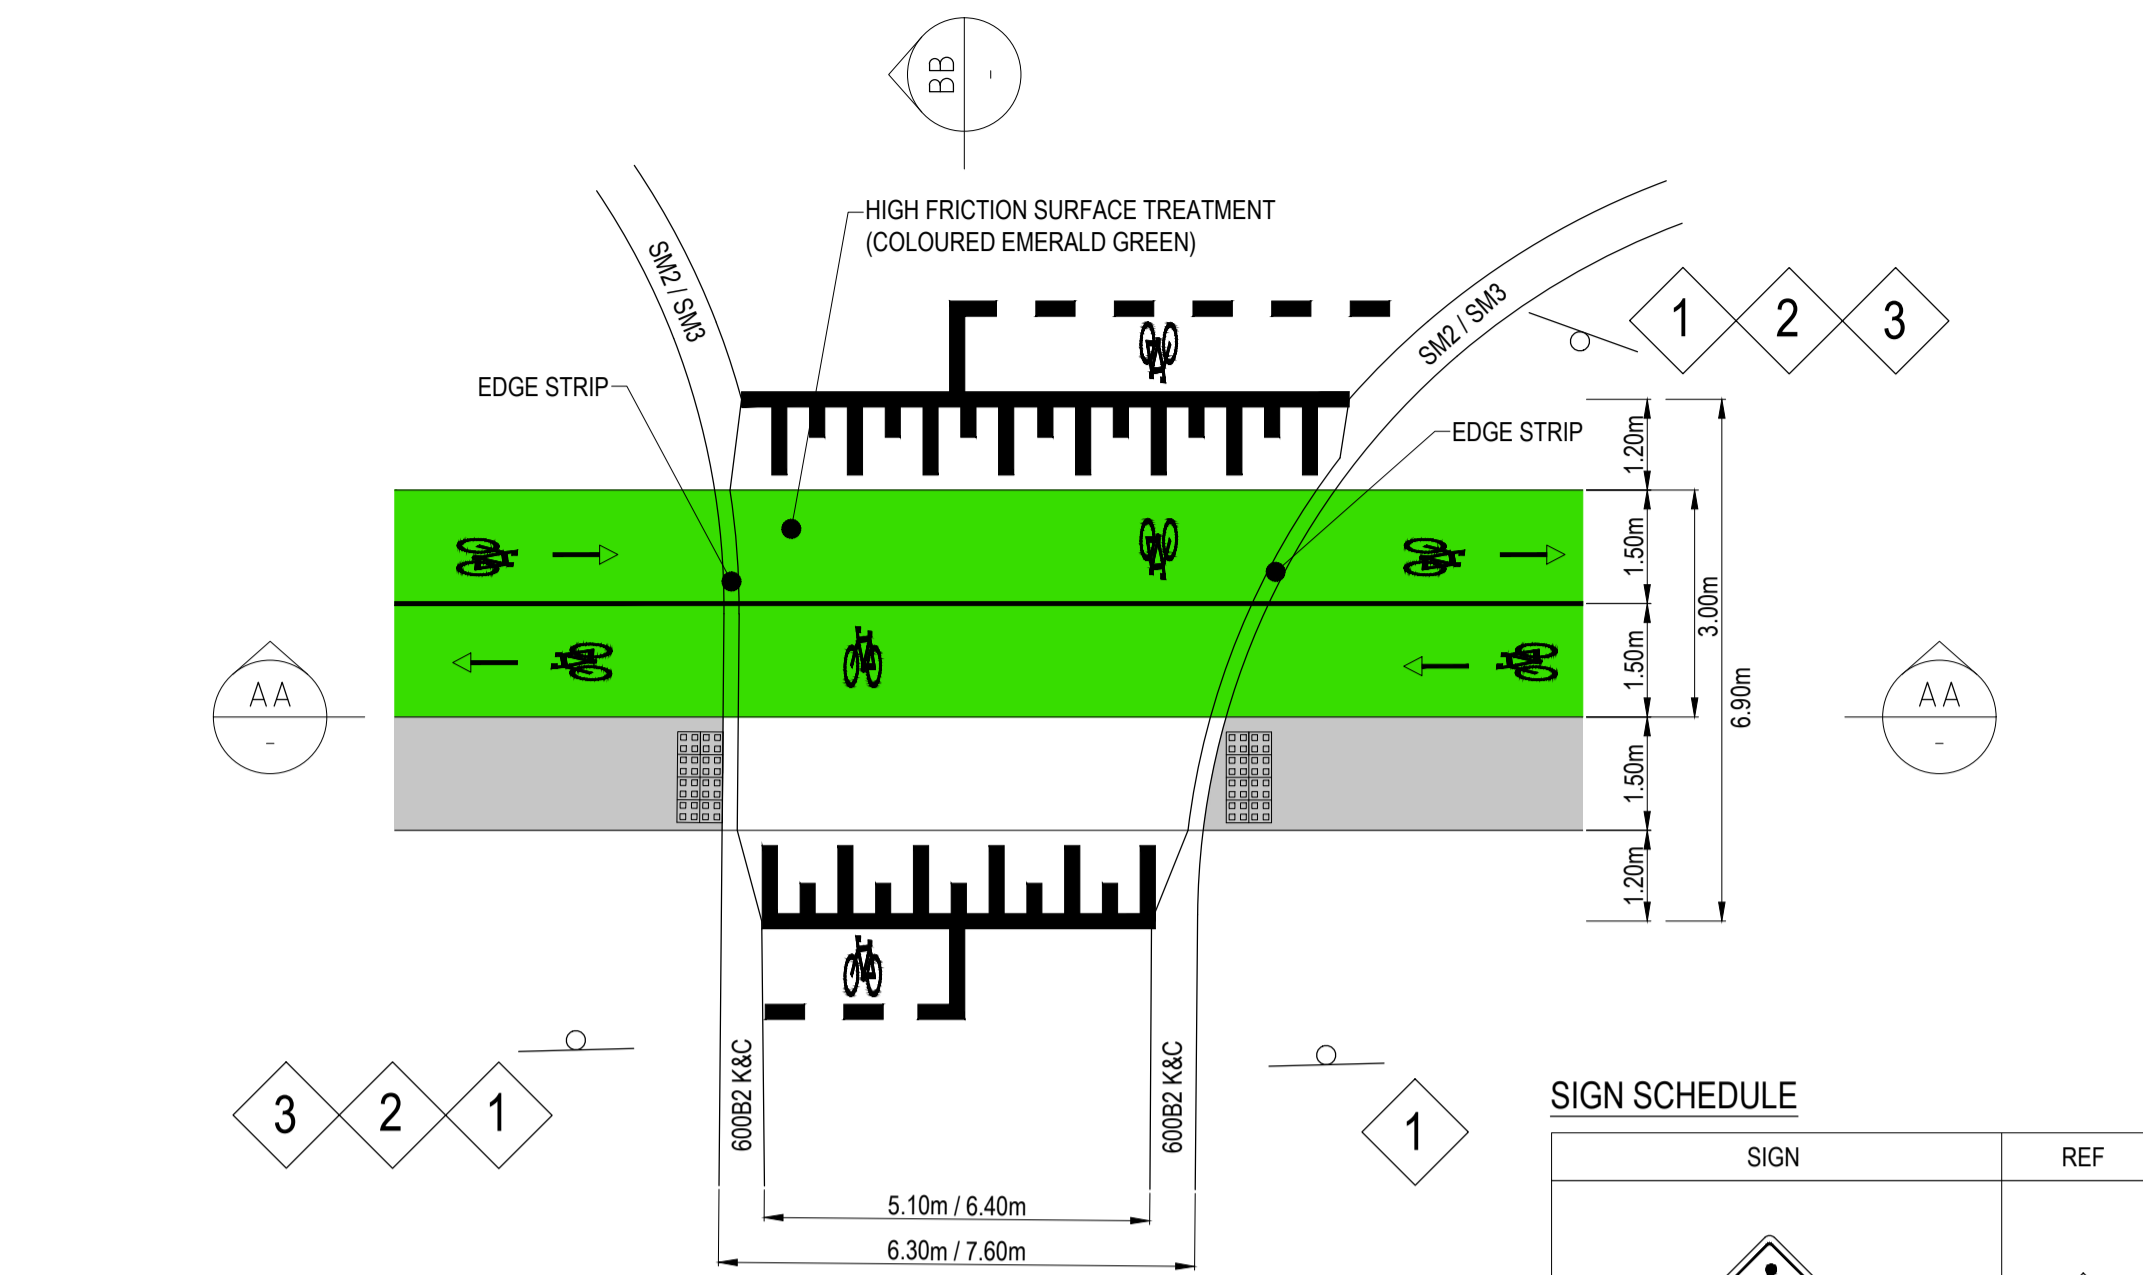 BB
-
HIGH FRICTION SURFACE TREATMENT
(COLOURED EMERALD GREEN)
SM2 / SM3
SM2 / SM3
1 2 3
EDGE STRIP
EDGE STRIP
1.20m
1.50m
3.00m
1.50m
6.90m
1.50m
1.20m
AA
-
AA
-
3 2 1
600B2 K&C
600B2 K&C
1
5.10m / 6.40m
6.30m / 7.60m
SIGN SCHEDULE
SIGN REF